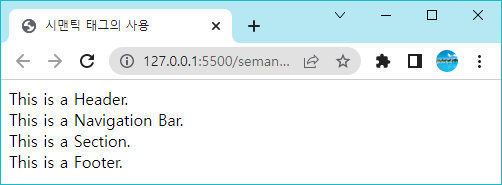 시맨틱 태그의 사용
127.0.0.1:5500/seman...
This is a Header.
This is a Navigation Bar.
This is a Section.
This is a Footer.